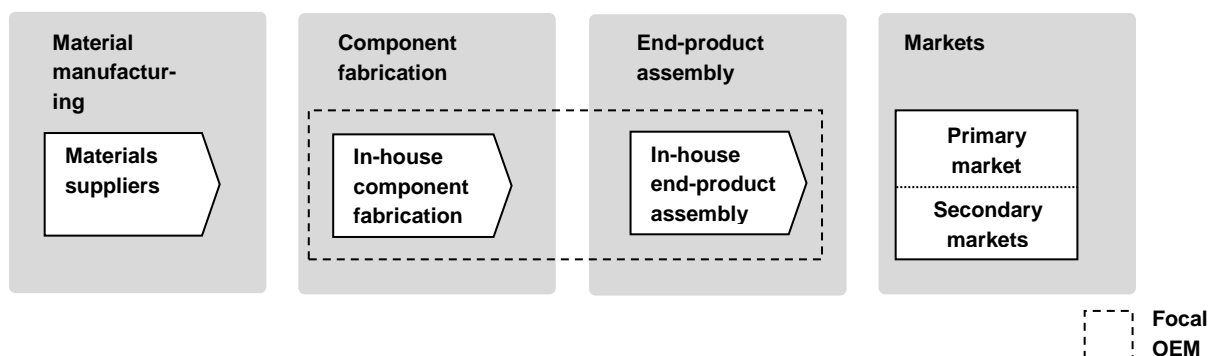 Material
manufactur-
ing
Materials
suppliers
Component
fabrication
In-house
component
fabrication
End-product
assembly
In-house
end-product
assembly
Markets
Primary
market
Secondary
markets
Focal
OEM